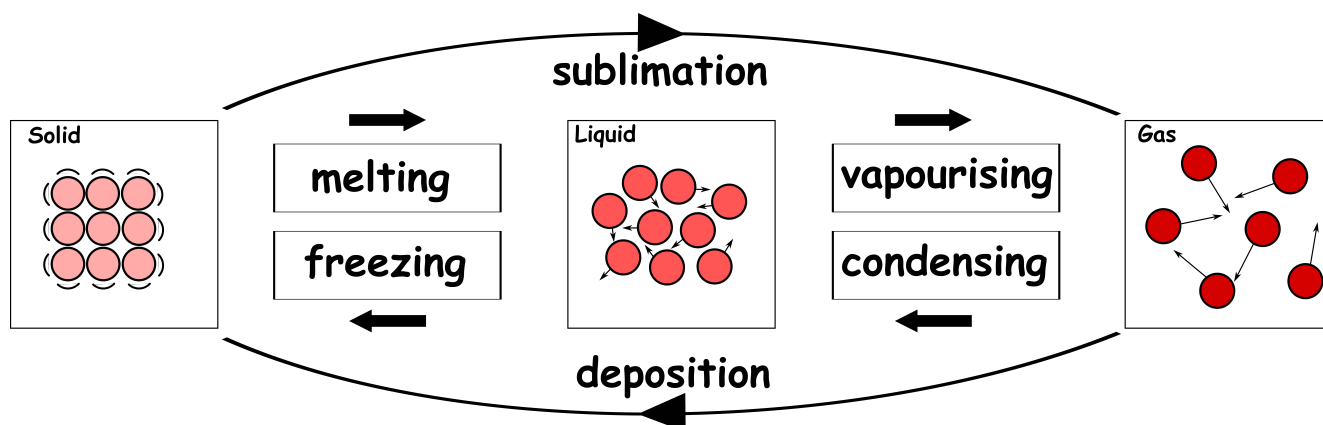 sublimation
Solid
melting
freezing
Liquid
vapourising
condensing
Gas
deposition